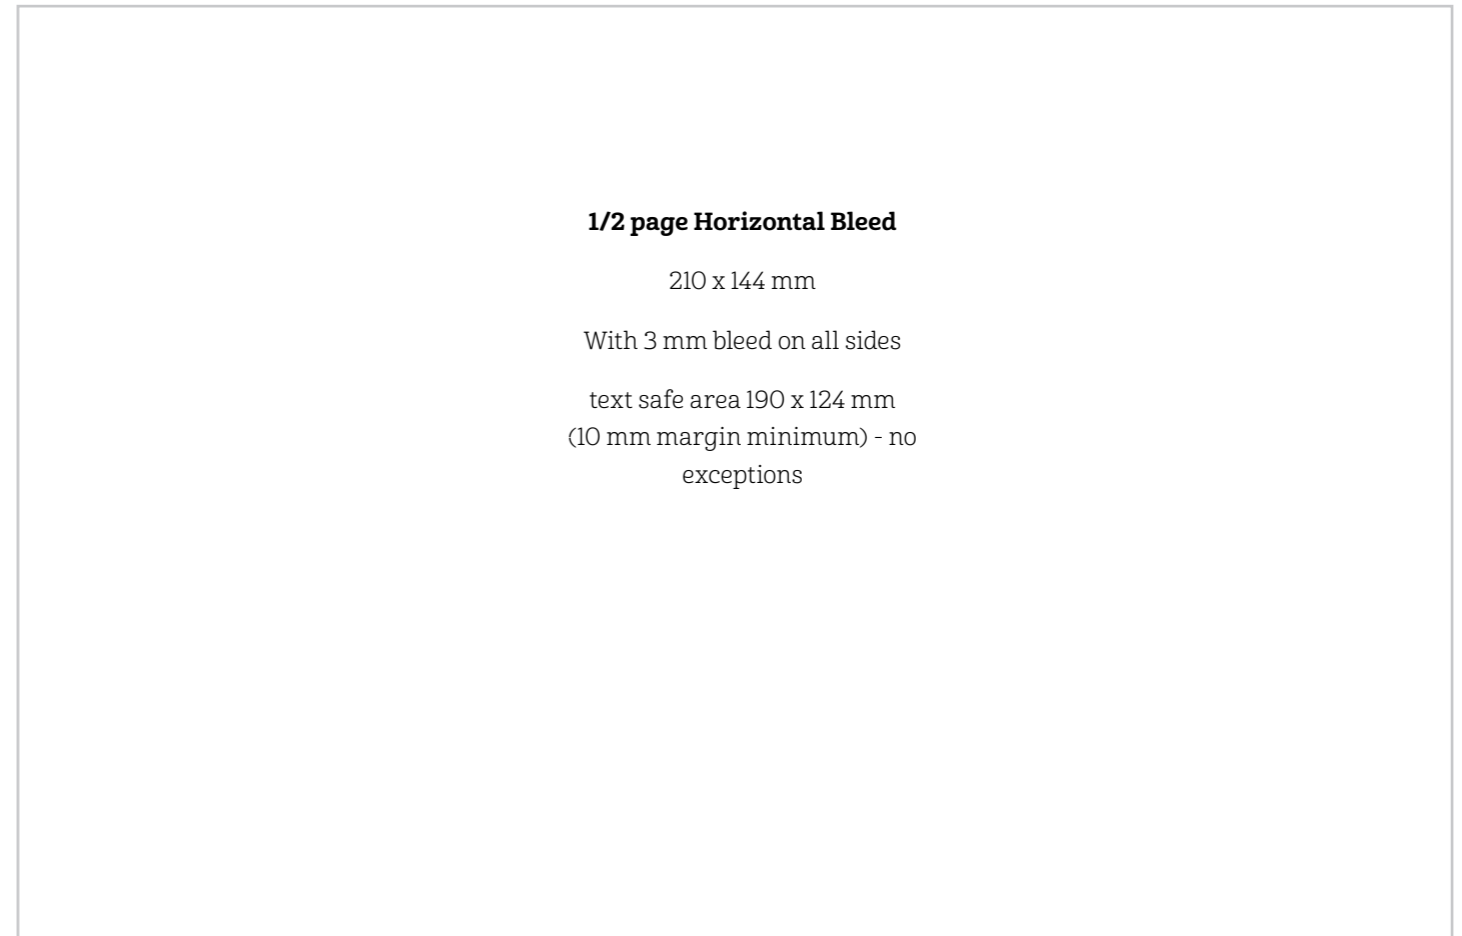 1/2 page Horizontal Bleed
210 x 144 mm
With 3 mm bleed on all sides
text safe area 190 x 124 mm
(10 mm margin minimum) - no
exceptions